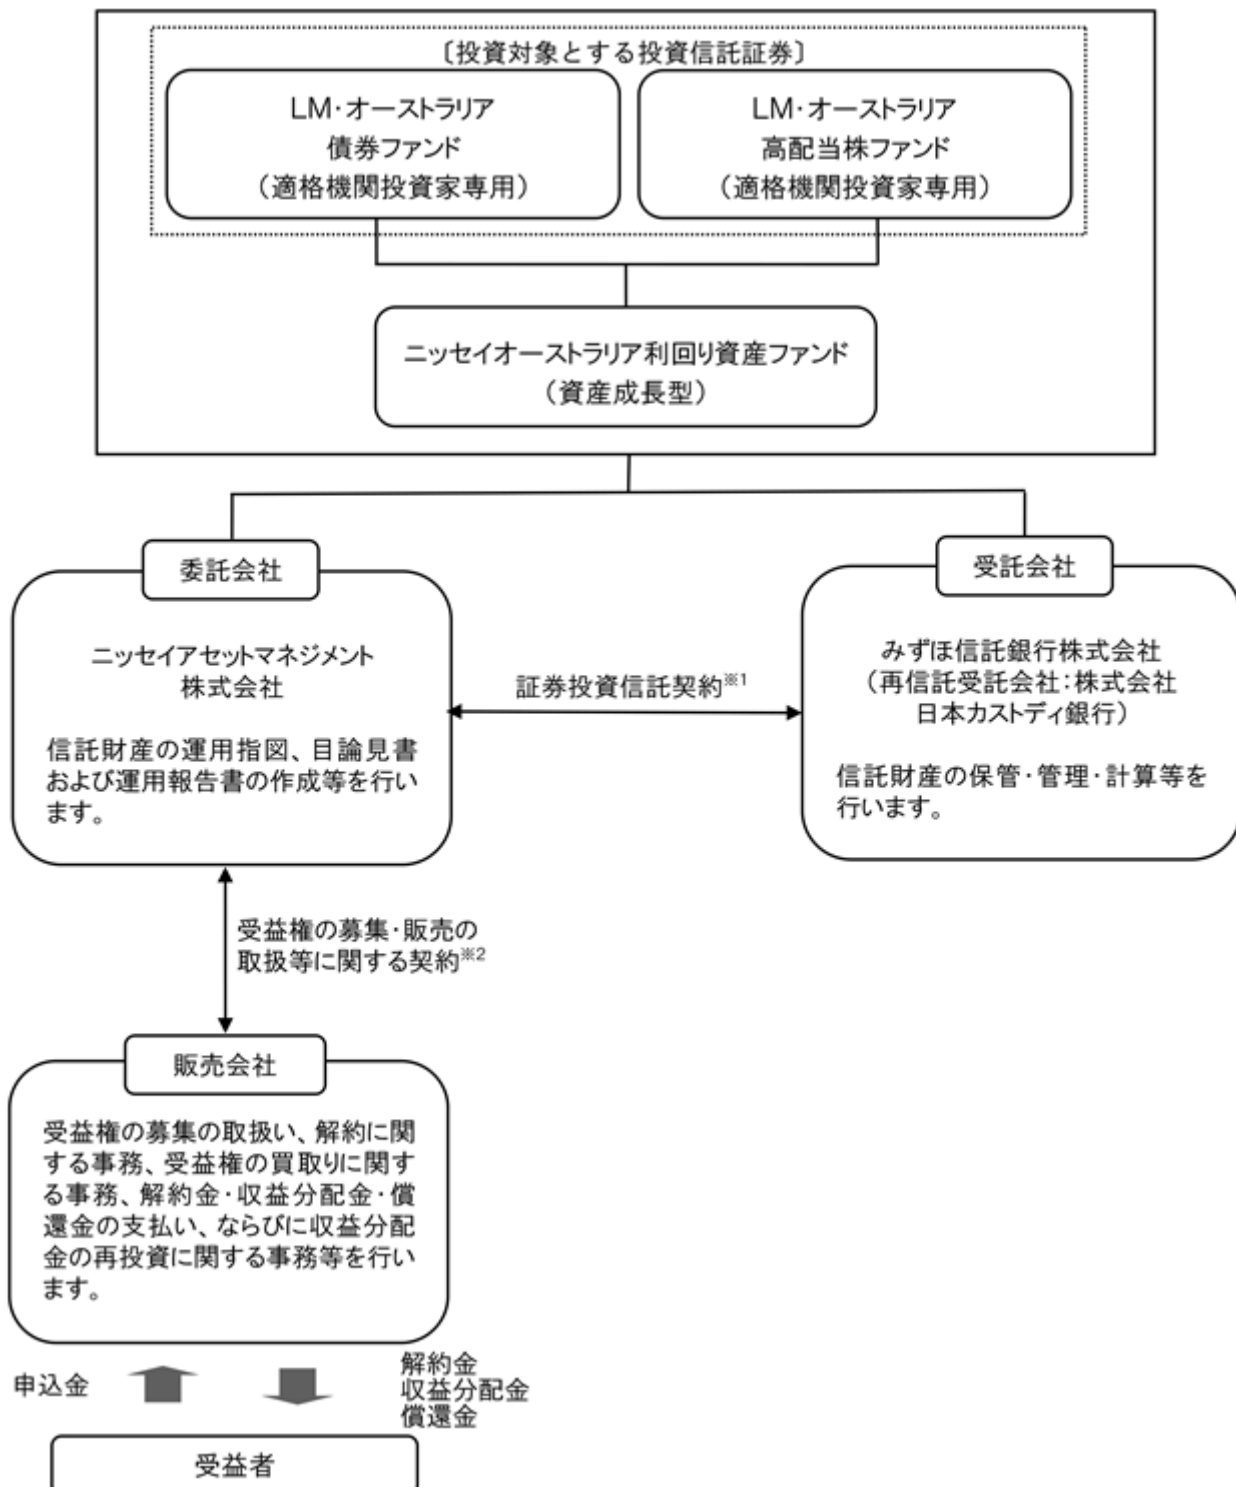 〔投資対象とする投資信託証券〕
LM･オーストラリア
債券ファンド
（適格機関投資家専用）
LM･オーストラリア
高配当株ファンド
（適格機関投資家専用）
ニッセイオーストラリア利回り資産ファンド
（資産成長型）
委託会社
ニッセイアセットマネジメント
株式会社
信託財産の運用指図、目論見書
および運用報告書の作成等を行い
ます。
証券投資信託契約※1
受託会社
みずほ信託銀行株式会社
（再信託受託会社：株式会社
日本カストディ銀行）
信託財産の保管･管理･計算等を
行います。
受益権の募集･販売の
取扱等に関する契約※2
販売会社
受益権の募集の取扱い、解約に関
する事務、受益権の買取りに関す
る事務、解約金･収益分配金･償
還金の支払い、ならびに収益分配
金の再投資に関する事務等を行い
ます。
申込金
解約金
収益分配金
償還金
受益者